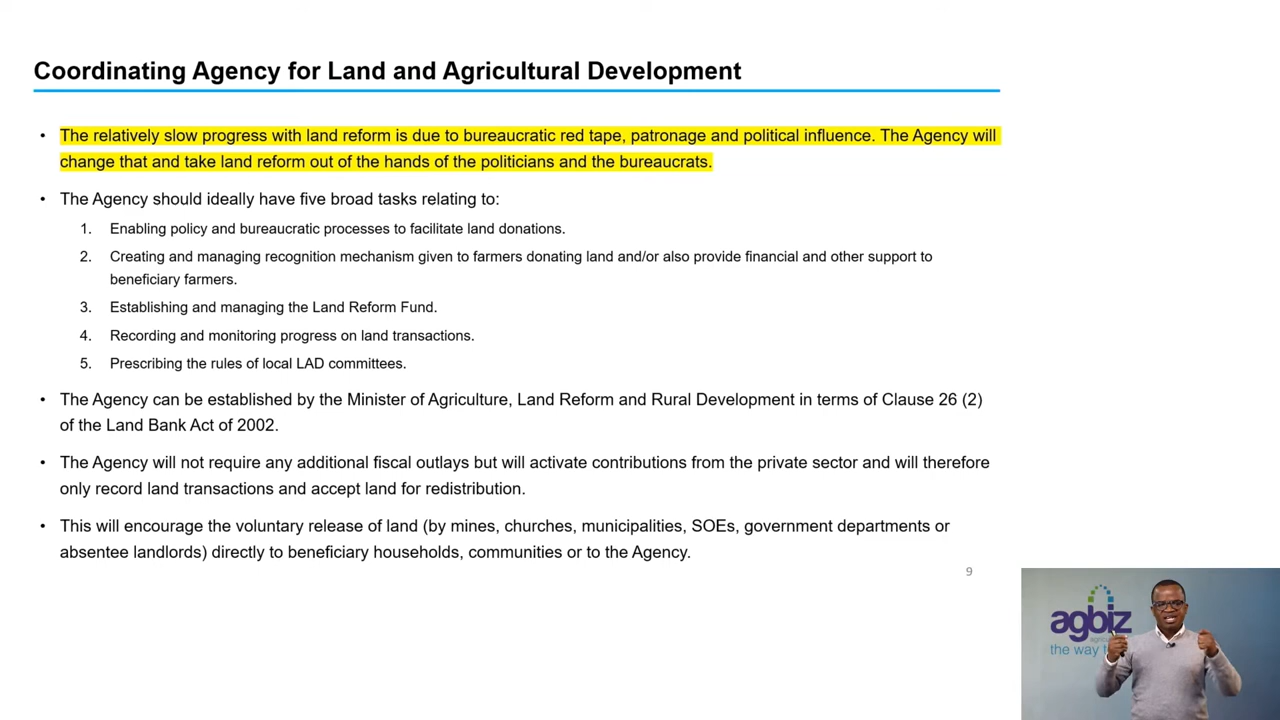 Coordinating Agency for Land and Agricultural Development
• The relatively slow progress with land reform is due to bureaucratic red tape, patronage and political influence. The Agency will
change that and take land reform out of the hands of the politicians and the bureaucrats.
• The Agency should ideally have five broad tasks relating to:
1. Enabling policy and bureaucratic processes to facilitate land donations.
2. Creating and managing recognition mechanism given to farmers donating land and/or also provide financial and other support to
beneficiary farmers.
3. Establishing and managing the Land Reform Fund.
4. Recording and monitoring progress on land transactions.
5. Prescribing the rules of local LAD committees.
• The Agency can be established by the Minister of Agriculture, Land Reform and Rural Development in terms of Clause 26 (2)
of the Land Bank Act of 2002.
• The Agency will not require any additional fiscal outlays but will activate contributions from the private sector and will therefore
only record land transactions and accept land for redistribution.
• This will encourage the voluntary release of land (by mines, churches, municipalities, SOEs, government departments or
absentee landlords) directly to beneficiary households, communities or to the Agency.
9
agbiz
the way